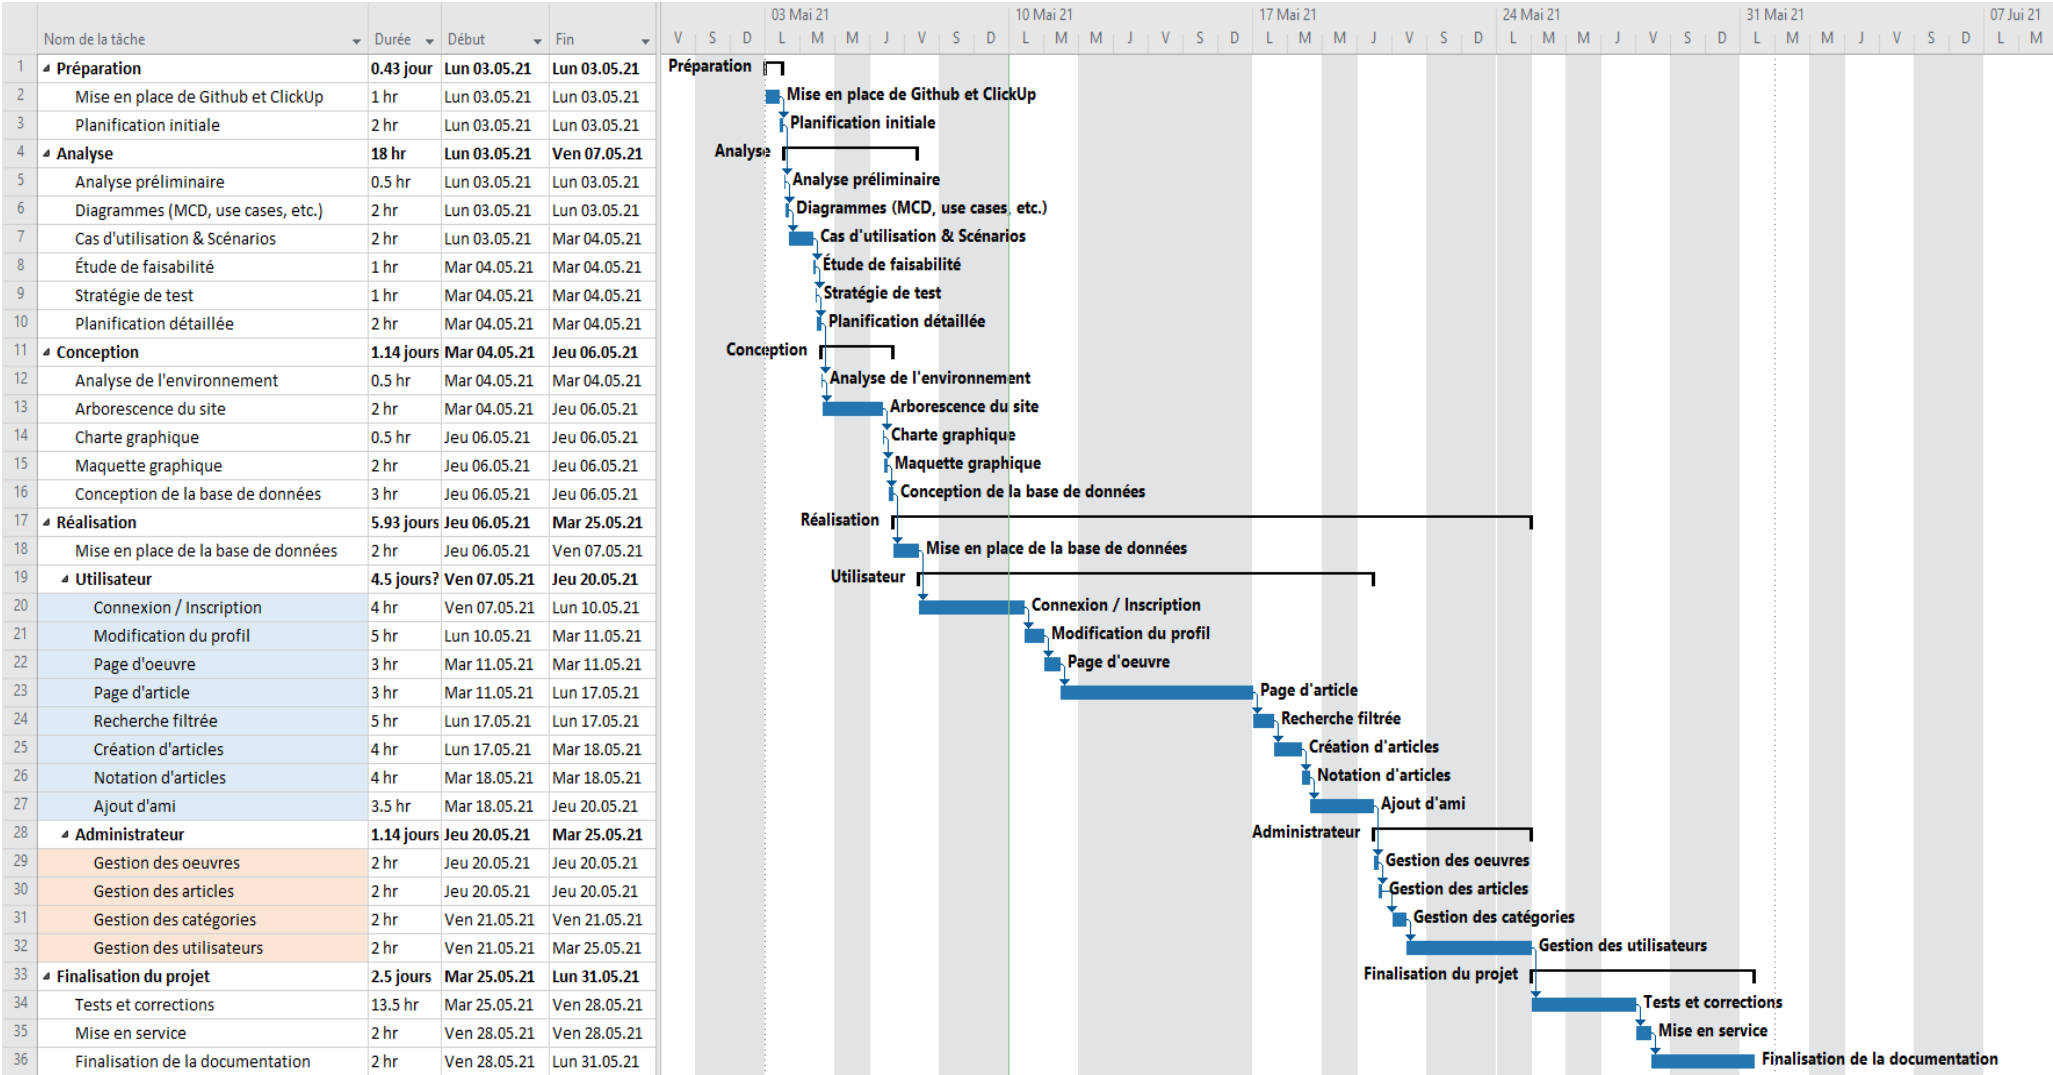 03 Mai 21 10 Mai 21 17 Mai 21 24 Mai 21 31 Mai 21 07 Jui 21
Nom de la tâche Durée Début Fin V S D L M M J V S D L M M J V S D L M M J V S D L M M J V S D L M M J V S D L M
1 Préparation 0.43 jour Lun 03.05.21 Lun 03.05.21 Préparation
2 Mise en place de Github et ClickUp 1 hr Lun 03.05.21 Lun 03.05.21 Mise en place de Github et ClickUp
3 Planification initiale 2 hr Lun 03.05.21 Lun 03.05.21 Planification initiale
4 Analyse 18 hr Lun 03.05.21 Ven 07.05.21 Analyse
5 Analyse préliminaire 0.5 hr Lun 03.05.21 Lun 03.05.21 Analyse préliminaire
6 Diagrammes (MCD, use cases, etc.) 2 hr Lun 03.05.21 Lun 03.05.21 Diagrammes (MCD, use cases, etc.)
7 Cas d'utilisation & Scénarios 2 hr Lun 03.05.21 Mar 04.05.21 Cas d'utilisation & Scénarios
8 Étude de faisabilité 1 hr Mar 04.05.21 Mar 04.05.21 Étude de faisabilité
9 Stratégie de test 1 hr Mar 04.05.21 Mar 04.05.21 Stratégie de test
10 Planification détaillée 2 hr Mar 04.05.21 Mar 04.05.21 Planification détaillée
11 Conception 1.14 jours Mar 04.05.21 Jeu 06.05.21 Conception
12 Analyse de l'environnement 0.5 hr Mar 04.05.21 Mar 04.05.21 Analyse de l'environnement
13 Arborescence du site 2 hr Mar 04.05.21 Jeu 06.05.21 Arborescence du site
14 Charte graphique 0.5 hr Jeu 06.05.21 Jeu 06.05.21 Charte graphique
15 Maquette graphique 2 hr Jeu 06.05.21 Jeu 06.05.21 Maquette graphique
16 Conception de la base de données 3 hr Jeu 06.05.21 Jeu 06.05.21 Conception de la base de données
17 Réalisation 5.93 jours Jeu 06.05.21 Mar 25.05.21 Réalisation
18 Mise en place de la base de données 2 hr Jeu 06.05.21 Ven 07.05.21 Mise en place de la base de données
19 Utilisateur 4.5 jours? Ven 07.05.21 Jeu 20.05.21 Utilisateur
20 Connexion / Inscription 4 hr Ven 07.05.21 Lun 10.05.21 Connexion / Inscription
21 Modification du profil 5 hr Lun 10.05.21 Mar 11.05.21 Modification du profil
22 Page d'oeuvre 3 hr Mar 11.05.21 Mar 11.05.21 Page d'oeuvre
23 Page d'article 3 hr Mar 11.05.21 Lun 17.05.21 Page d'article
24 Recherche filtrée 5 hr Lun 17.05.21 Lun 17.05.21 Recherche filtrée
25 Création d'articles 4 hr Lun 17.05.21 Mar 18.05.21 Création d'articles
26 Notation d'articles 4 hr Mar 18.05.21 Mar 18.05.21 Notation d'articles
27 Ajout d'ami 3.5 hr Mar 18.05.21 Jeu 20.05.21 Ajout d'ami
28 Administrateur 1.14 jours Jeu 20.05.21 Mar 25.05.21 Administrateur
29 Gestion des oeuvres 2 hr Jeu 20.05.21 Jeu 20.05.21 Gestion des oeuvres
30 Gestion des articles 2 hr Jeu 20.05.21 Jeu 20.05.21 Gestion des articles
31 Gestion des catégories 2 hr Ven 21.05.21 Ven 21.05.21 Gestion des catégories
32 Gestion des utilisateurs 2 hr Ven 21.05.21 Mar 25.05.21 Gestion des utilisateurs
33 Finalisation du projet 2.5 jours Mar 25.05.21 Lun 31.05.21 Finalisation du projet
34 Tests et corrections 13.5 hr Mar 25.05.21 Ven 28.05.21 Tests et corrections
35 Mise en service 2 hr Ven 28.05.21 Ven 28.05.21 Mise en service
36 Finalisation de la documentation 2 hr Ven 28.05.21 Lun 31.05.21 Finalisation de la documentation